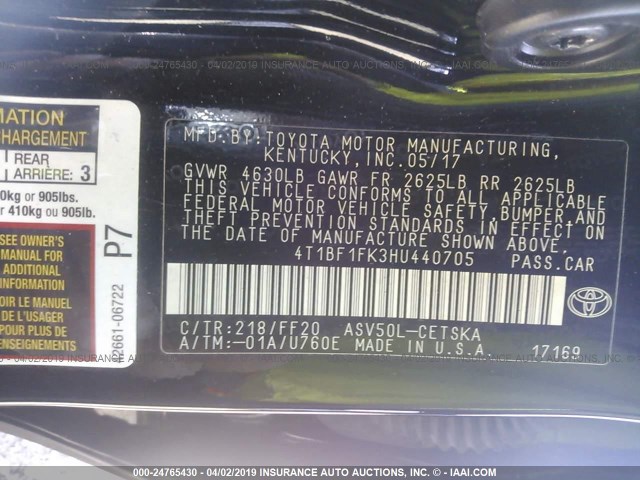 000-24765430 - 04/02/2019 INSURANCE AUTO AUCTIONS, INC. - IAAI.com
MATION
CHARGEMENT
REAR
ARRIÈRE: 3
0kg or 905lbs.
r 410kg ou 905lb.
SEE OWNER'S
MANUAL FOR
ADDITIONAL
INFORMATION
OIR LE MANUEL
DE L'USAGER
POUR PLUS DE
RENSEIGNEMENTS
P7
02661-06722
MFD.BY:TOYOTA MOTOR MANUFACTURING,
KENTUCKY, INC.05/17
GVWR 4630LB GAWR FR 2625LB RR 2625LB
THIS VEHICLE CONFORMS TO ALL APPLICABLE
FEDERAL MOTOR VEHICLE SAFETY,BUMPER,AND
THEFT PREVENTION STANDARDS IN EFFECT ON
THE DATE OF MANUFACTURE SHOWN ABOVE.
4T1BF1FK3HU440705 PASS.CAR
C/TR:218/FF20 ASV50L-CETSKA
A/TM:-01A/U760E MADE IN U.S.A. 17169
TOYOTA
000-24765430 - 04/02/2019 INSURANCE AUTO AUCTIONS, INC. - IAAI.com